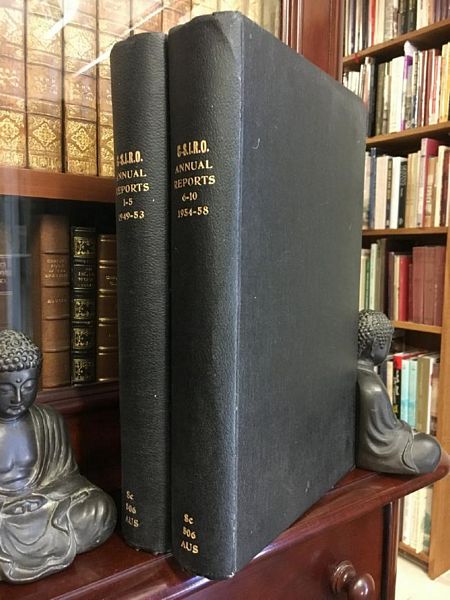 C-S.I.R.O.
ANNUAL
REPORTS
1-5
1949-53
Sc
506
AUS
C-S.I.R.O.
ANNUAL
REPORTS
6-10
1954-58
Sc
506
AUS